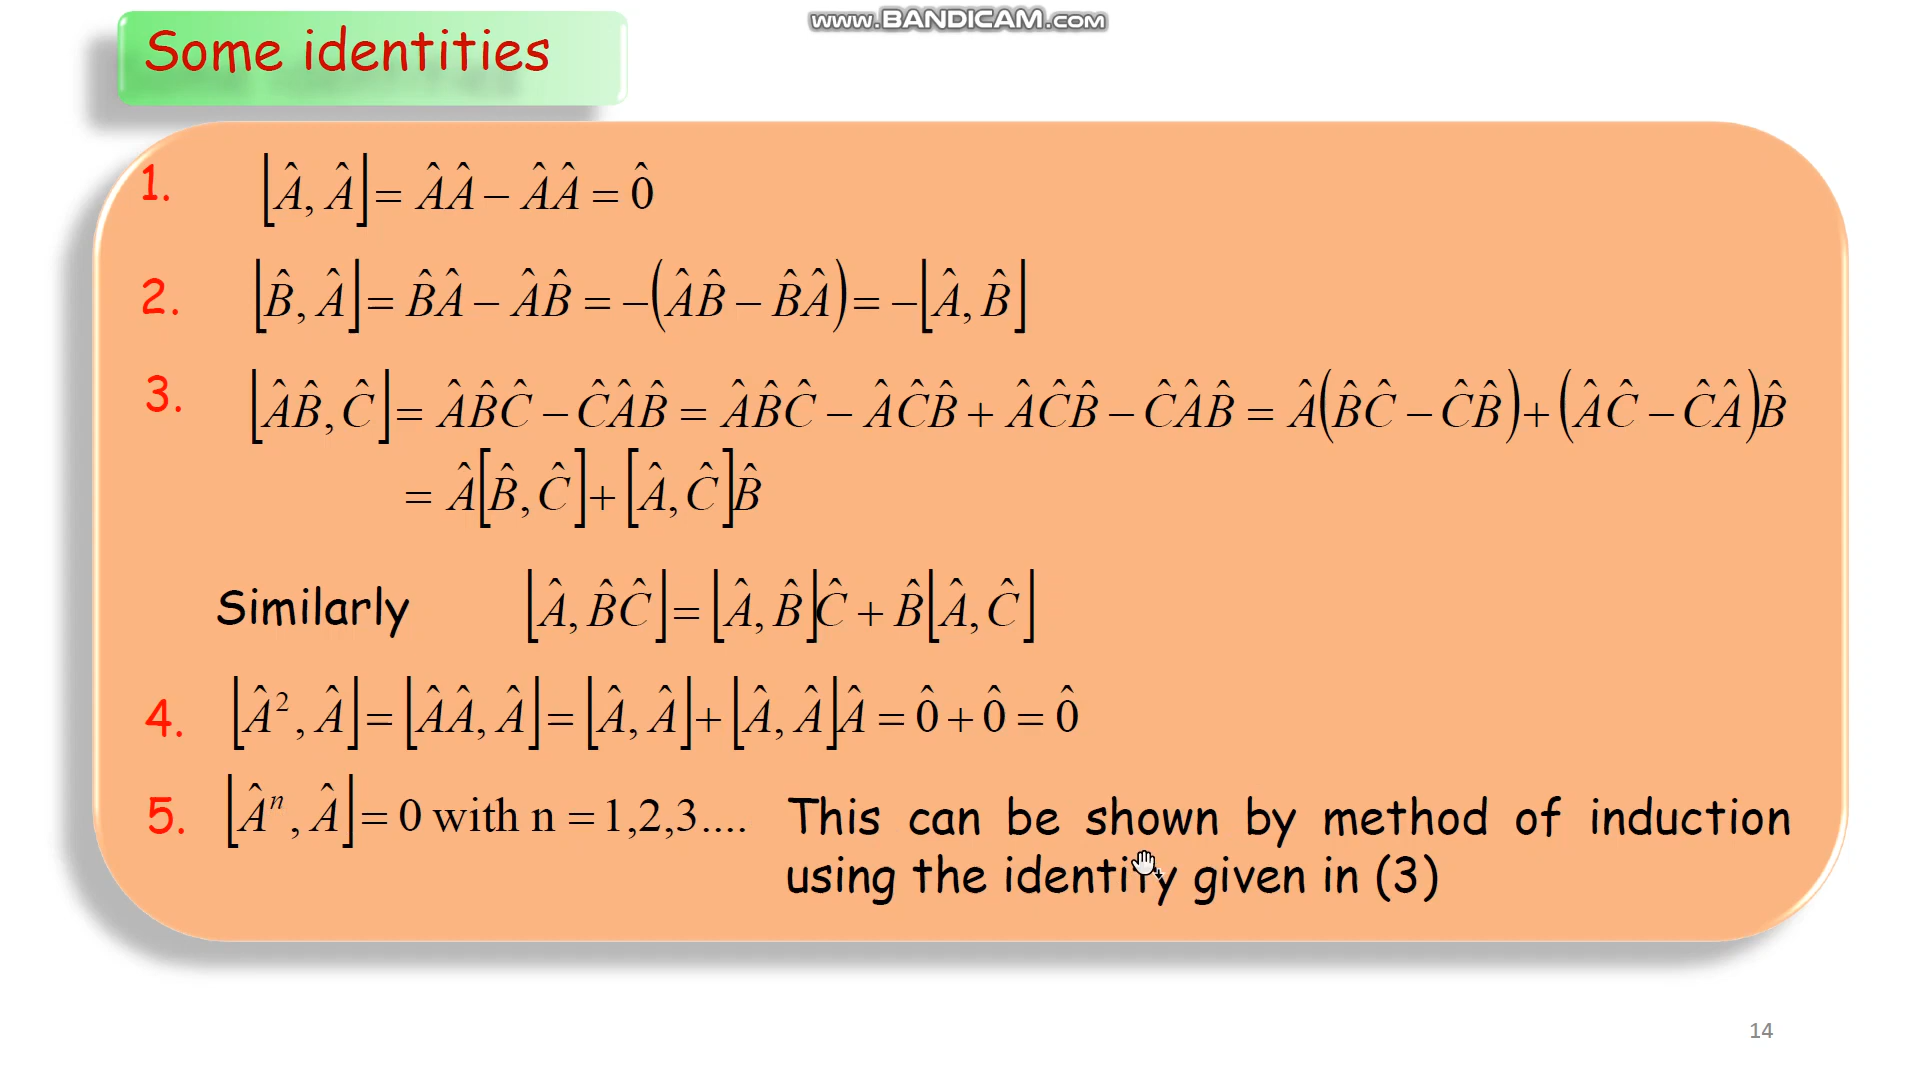 www.BANDICAM.com
Some identities
1. ⌊Â, Â⌋ = ÂÂ − ÂÂ = 0̂
2. ⌊B̂, Â⌋ = B̂Â − ÂB̂ = −(ÂB̂ − B̂Â) = −⌊Â, B̂⌋
3. ⌊ÂB̂, Ĉ⌋ = ÂB̂Ĉ − ĈÂB̂ = ÂB̂Ĉ − ÂĈB̂ + ÂĈB̂ − ĈÂB̂ = Â(B̂Ĉ − ĈB̂) + (ÂĈ − ĈÂ)B̂
= Â[B̂, Ĉ] + [Â, Ĉ]B̂
Similarly ⌊Â, B̂Ĉ⌋ = ⌊Â, B̂⌋Ĉ + B̂⌊Â, Ĉ⌋
4. ⌊Â², Â⌋ = ⌊ÂÂ, Â⌋ = ⌊Â, Â⌋ + ⌊Â, Â⌋Â = 0̂ + 0̂ = 0̂
5. ⌊Âⁿ, Â⌋ = 0 with n = 1,2,3.... This can be shown by method of induction
using the identity given in (3)
14